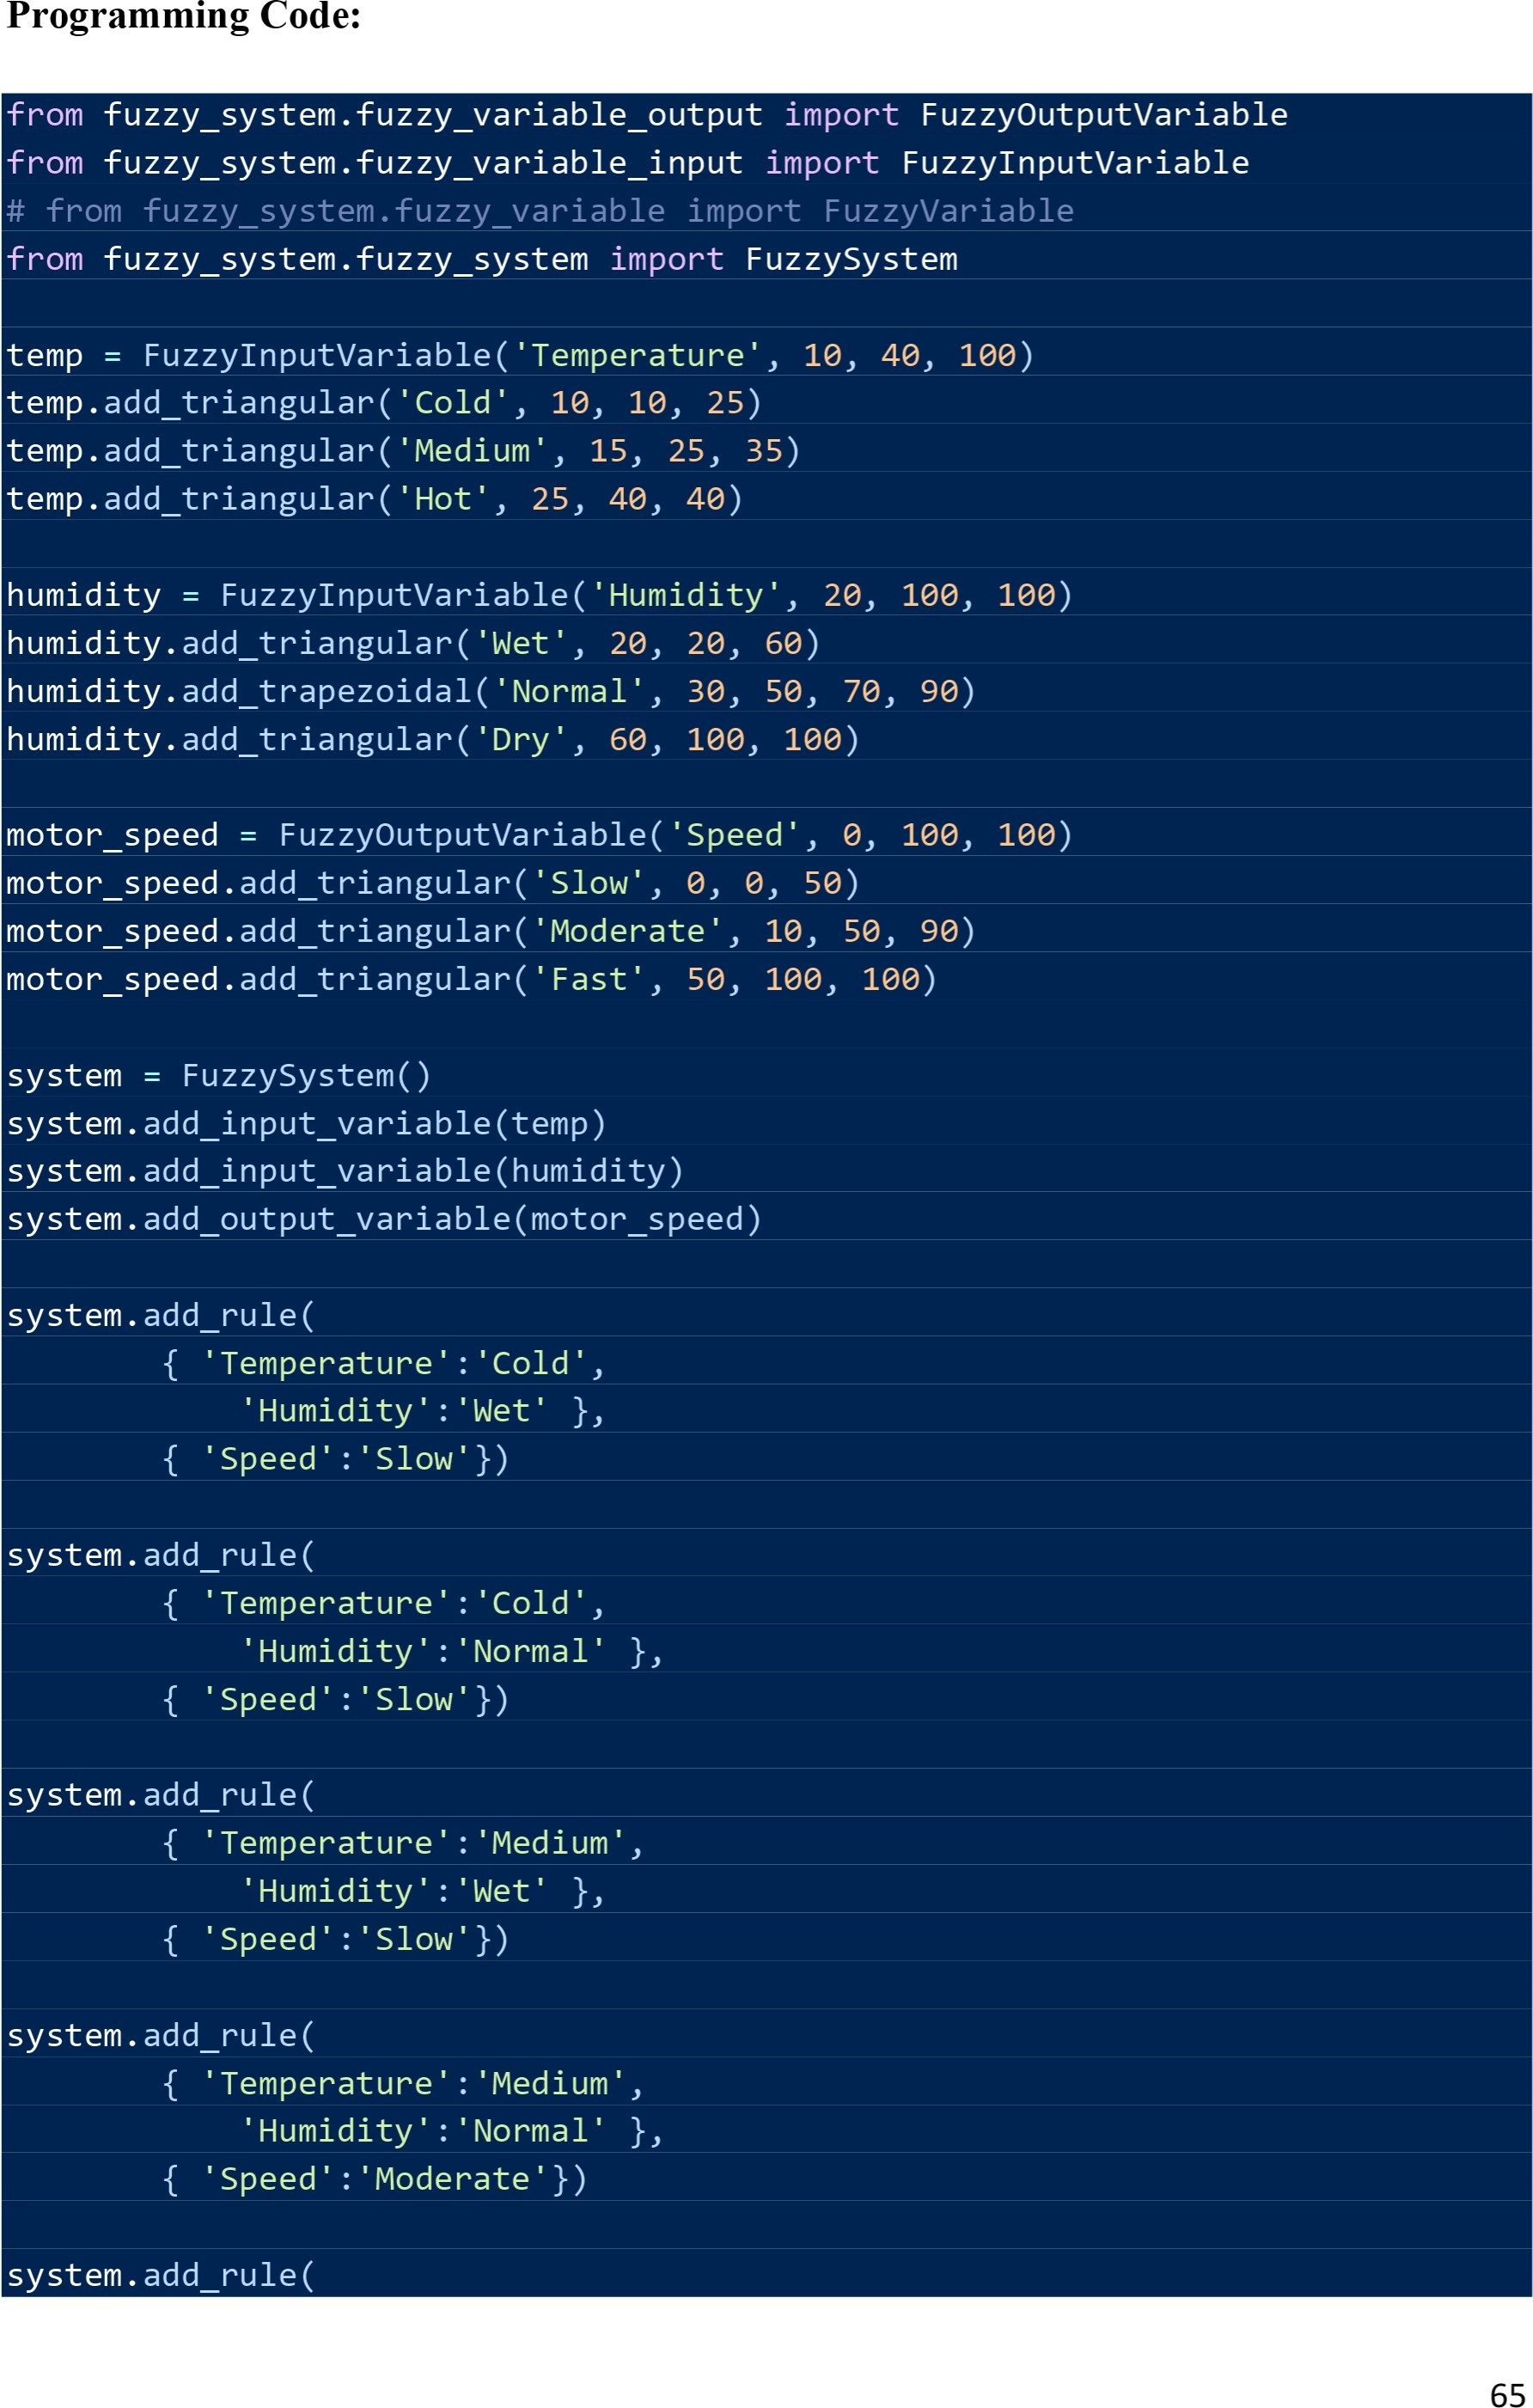 Programming Code:
from fuzzy_system.fuzzy_variable_output import FuzzyOutputVariable
from fuzzy_system.fuzzy_variable_input import FuzzyInputVariable
# from fuzzy_system.fuzzy_variable import FuzzyVariable
from fuzzy_system.fuzzy_system import FuzzySystem

temp = FuzzyInputVariable('Temperature', 10, 40, 100)
temp.add_triangular('Cold', 10, 10, 25)
temp.add_triangular('Medium', 15, 25, 35)
temp.add_triangular('Hot', 25, 40, 40)

humidity = FuzzyInputVariable('Humidity', 20, 100, 100)
humidity.add_triangular('Wet', 20, 20, 60)
humidity.add_trapezoidal('Normal', 30, 50, 70, 90)
humidity.add_triangular('Dry', 60, 100, 100)

motor_speed = FuzzyOutputVariable('Speed', 0, 100, 100)
motor_speed.add_triangular('Slow', 0, 0, 50)
motor_speed.add_triangular('Moderate', 10, 50, 90)
motor_speed.add_triangular('Fast', 50, 100, 100)

system = FuzzySystem()
system.add_input_variable(temp)
system.add_input_variable(humidity)
system.add_output_variable(motor_speed)

system.add_rule(
        { 'Temperature':'Cold',
            'Humidity':'Wet' },
        { 'Speed':'Slow'})

system.add_rule(
        { 'Temperature':'Cold',
            'Humidity':'Normal' },
        { 'Speed':'Slow'})

system.add_rule(
        { 'Temperature':'Medium',
            'Humidity':'Wet' },
        { 'Speed':'Slow'})

system.add_rule(
        { 'Temperature':'Medium',
            'Humidity':'Normal' },
        { 'Speed':'Moderate'})

system.add_rule(
65